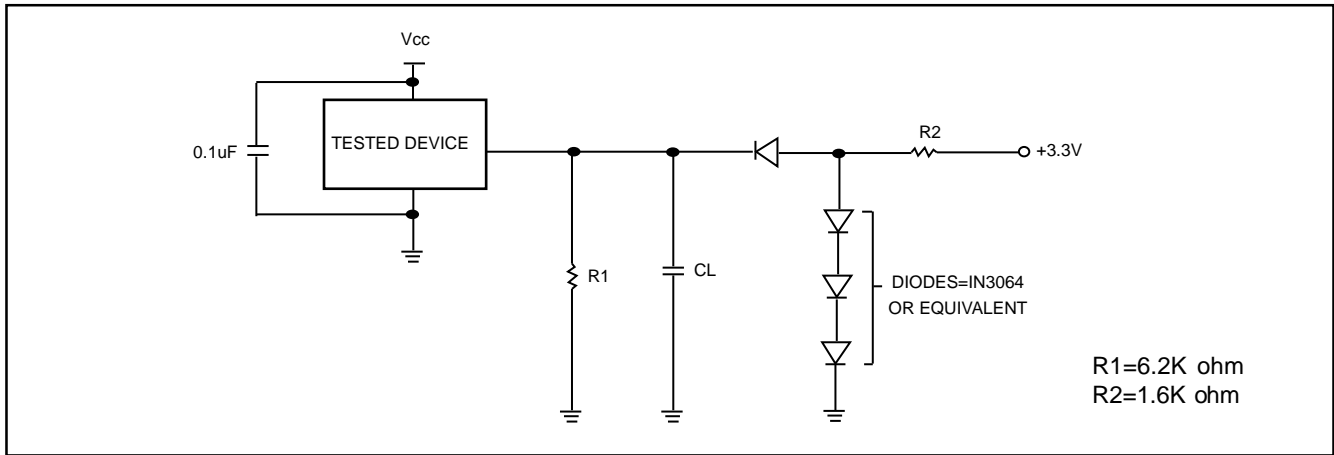 Vcc
0.1uF
TESTED DEVICE
R2
+3.3V
R1
CL
DIODES=IN3064
OR EQUIVALENT
R1=6.2K ohm
R2=1.6K ohm